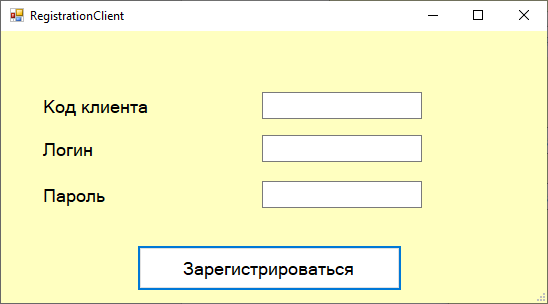 RegistrationClient
Код клиента
Логин
Пароль
Зарегистрироваться